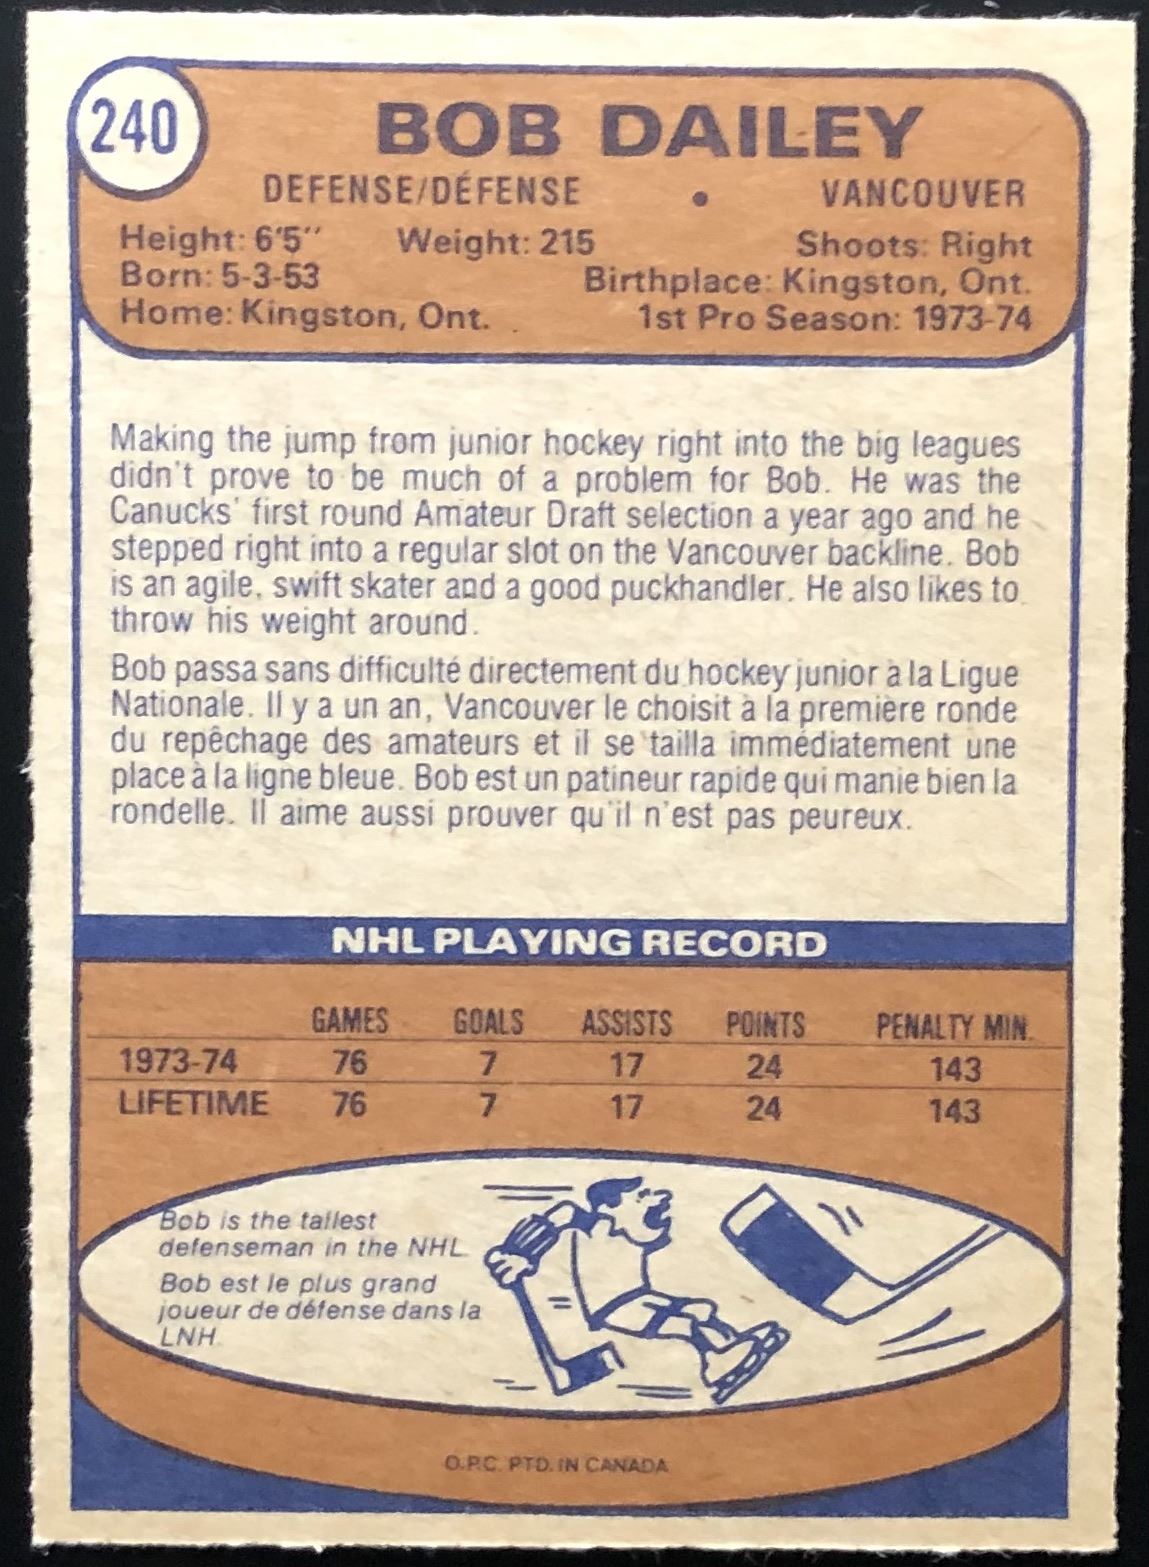 240
BOB DAILEY
DEFENSE/DÉFENSE • VANCOUVER
Height: 6'5" Weight: 215 Shoots: Right
Born: 5-3-53 Birthplace: Kingston, Ont.
Home: Kingston, Ont. 1st Pro Season: 1973-74
Making the jump from junior hockey right into the big leagues
didn't prove to be much of a problem for Bob. He was the
Canucks' first round Amateur Draft selection a year ago and he
stepped right into a regular slot on the Vancouver backline. Bob
is an agile, swift skater and a good puckhandler. He also likes to
throw his weight around.
Bob passa sans difficulté directement du hockey junior à la Ligue
Nationale. Il y a un an, Vancouver le choisit à la première ronde
du repêchage des amateurs et il se tailla immédiatement une
place à la ligne bleue. Bob est un patineur rapide qui manie bien la
rondelle. Il aime aussi prouver qu'il n'est pas peureux.
NHL PLAYING RECORD
GAMES GOALS ASSISTS POINTS PENALTY MIN.
1973-74 76 7 17 24 143
LIFETIME 76 7 17 24 143
Bob is the tallest
defenseman in the NHL.
Bob est le plus grand
joueur de défense dans la
LNH.
O.P.C. PTD. IN CANADA